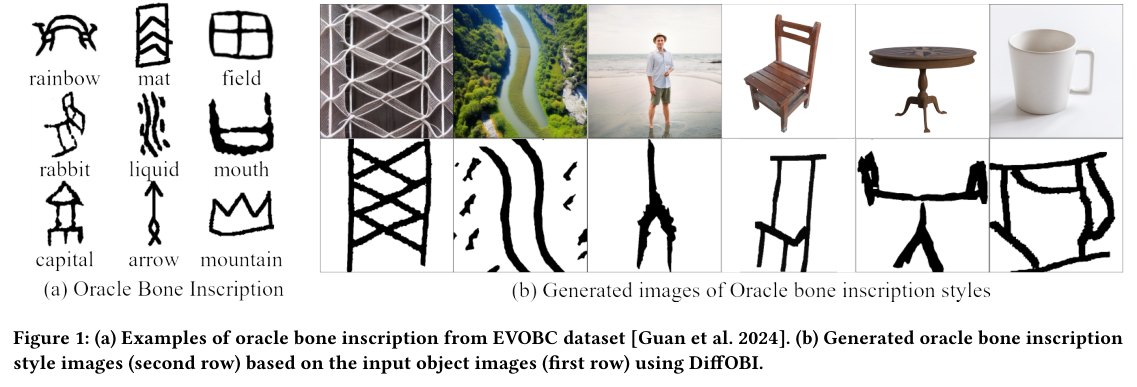 rainbow mat field
rabbit liquid mouth
capital arrow mountain
(a) Oracle Bone Inscription
(b) Generated images of Oracle bone inscription styles
Figure 1: (a) Examples of oracle bone inscription from EVOBC dataset [Guan et al. 2024]. (b) Generated oracle bone inscription
style images (second row) based on the input object images (first row) using DiffOBI.